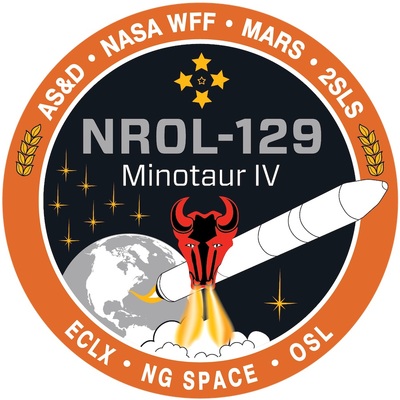 AS&D • NASA WFF • MARS • 2SLS
NROL-129
Minotaur IV
ECLX • NG SPACE • OSL